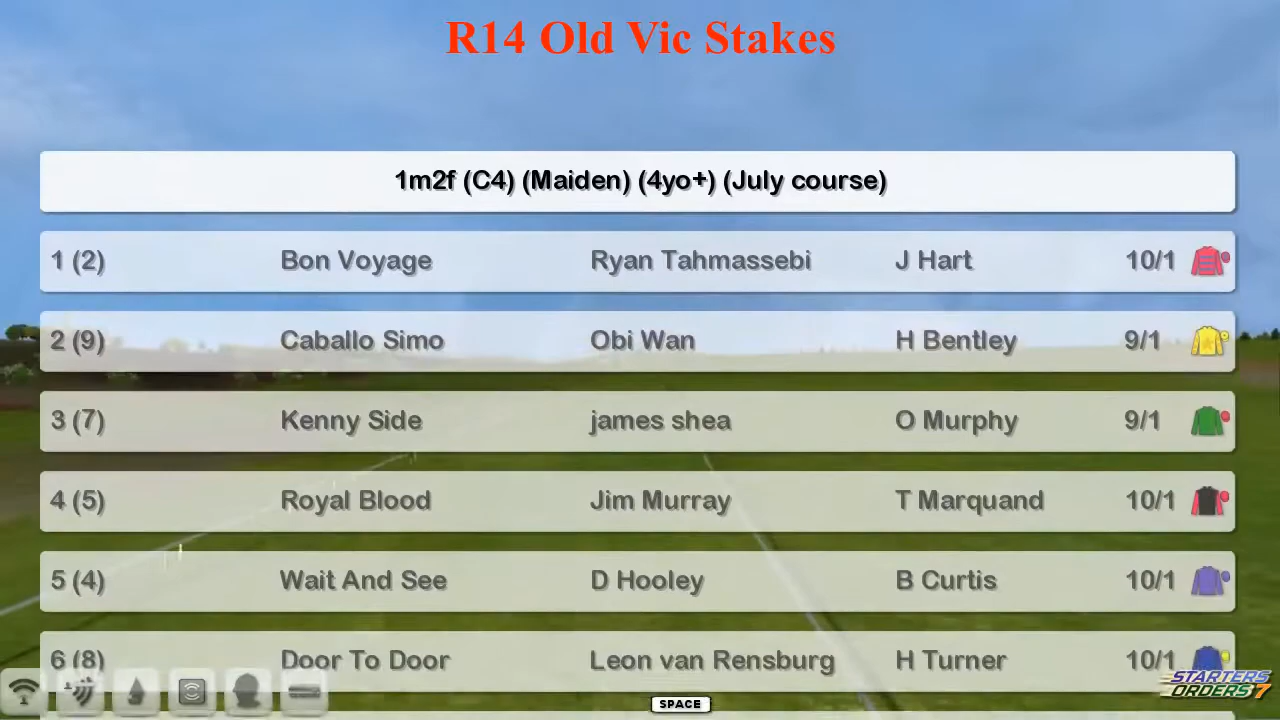 R14 Old Vic Stakes
1m2f (C4) (Maiden) (4yo+) (July course)
1 (2) Bon Voyage Ryan Tahmassebi J Hart 10/1
2 (9) Caballo Simo Obi Wan H Bentley 9/1
3 (7) Kenny Side james shea O Murphy 9/1
4 (5) Royal Blood Jim Murray T Marquand 10/1
5 (4) Wait And See D Hooley B Curtis 10/1
6 (8) Door To Door Leon van Rensburg H Turner 10/1
SPACE
STARTERS
ORDERS 7